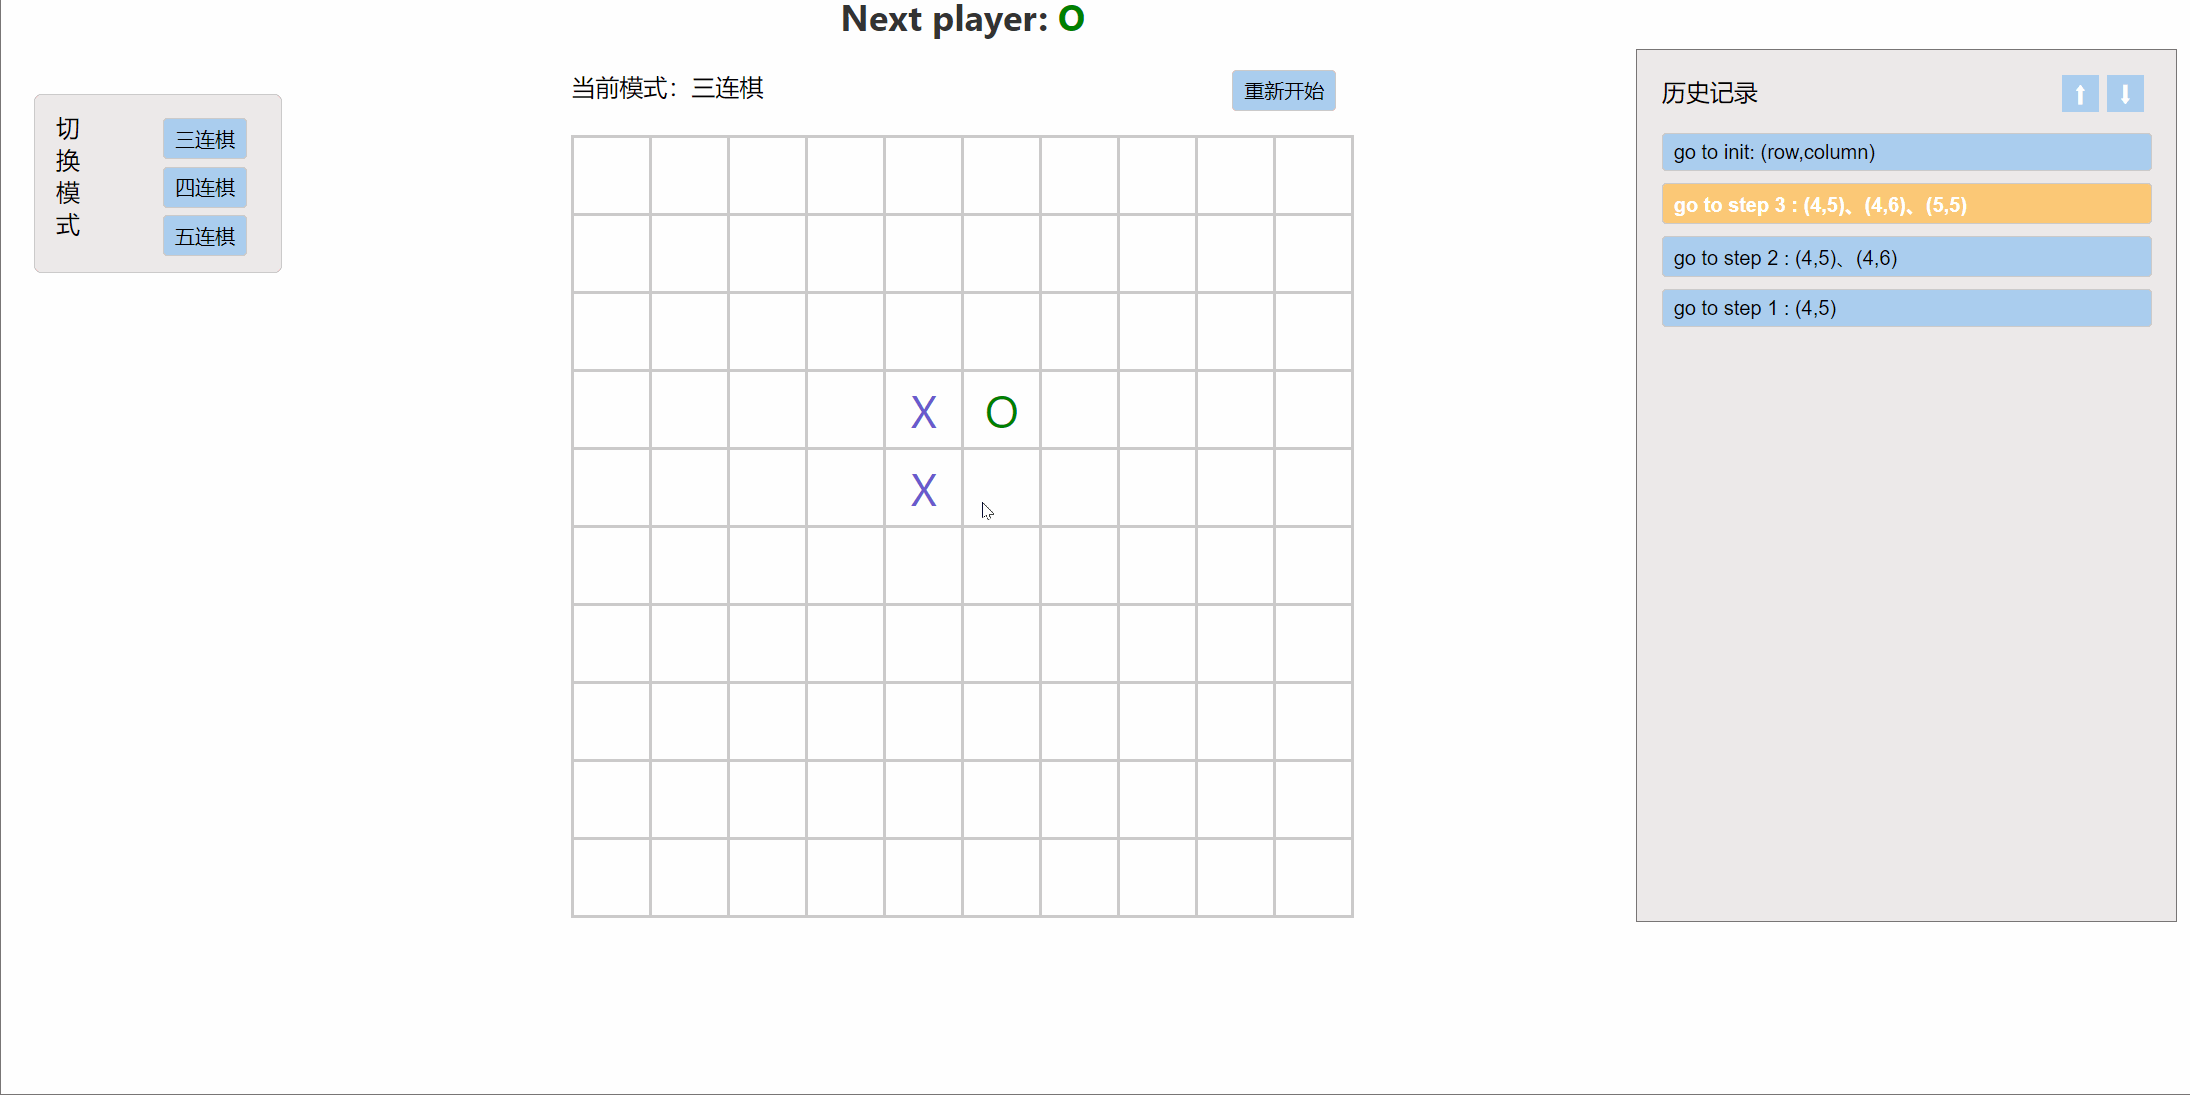 Next player: O
当前模式：三连棋
重新开始
切换模式
三连棋
四连棋
五连棋
X O
X
历史记录
go to init: (row,column)
go to step 3 : (4,5)、(4,6)、(5,5)
go to step 2 : (4,5)、(4,6)
go to step 1 : (4,5)